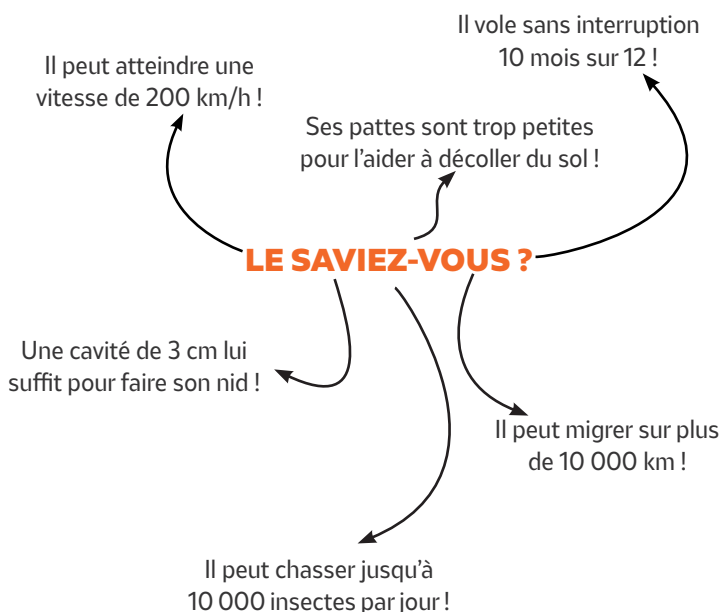 Il vole sans interruption
10 mois sur 12 !
Il peut atteindre une
vitesse de 200 km/h !
Ses pattes sont trop petites
pour l'aider à décoller du sol !
LE SAVIEZ-VOUS ?
Une cavité de 3 cm lui
suffit pour faire son nid !
Il peut migrer sur plus
de 10 000 km !
Il peut chasser jusqu'à
10 000 insectes par jour !